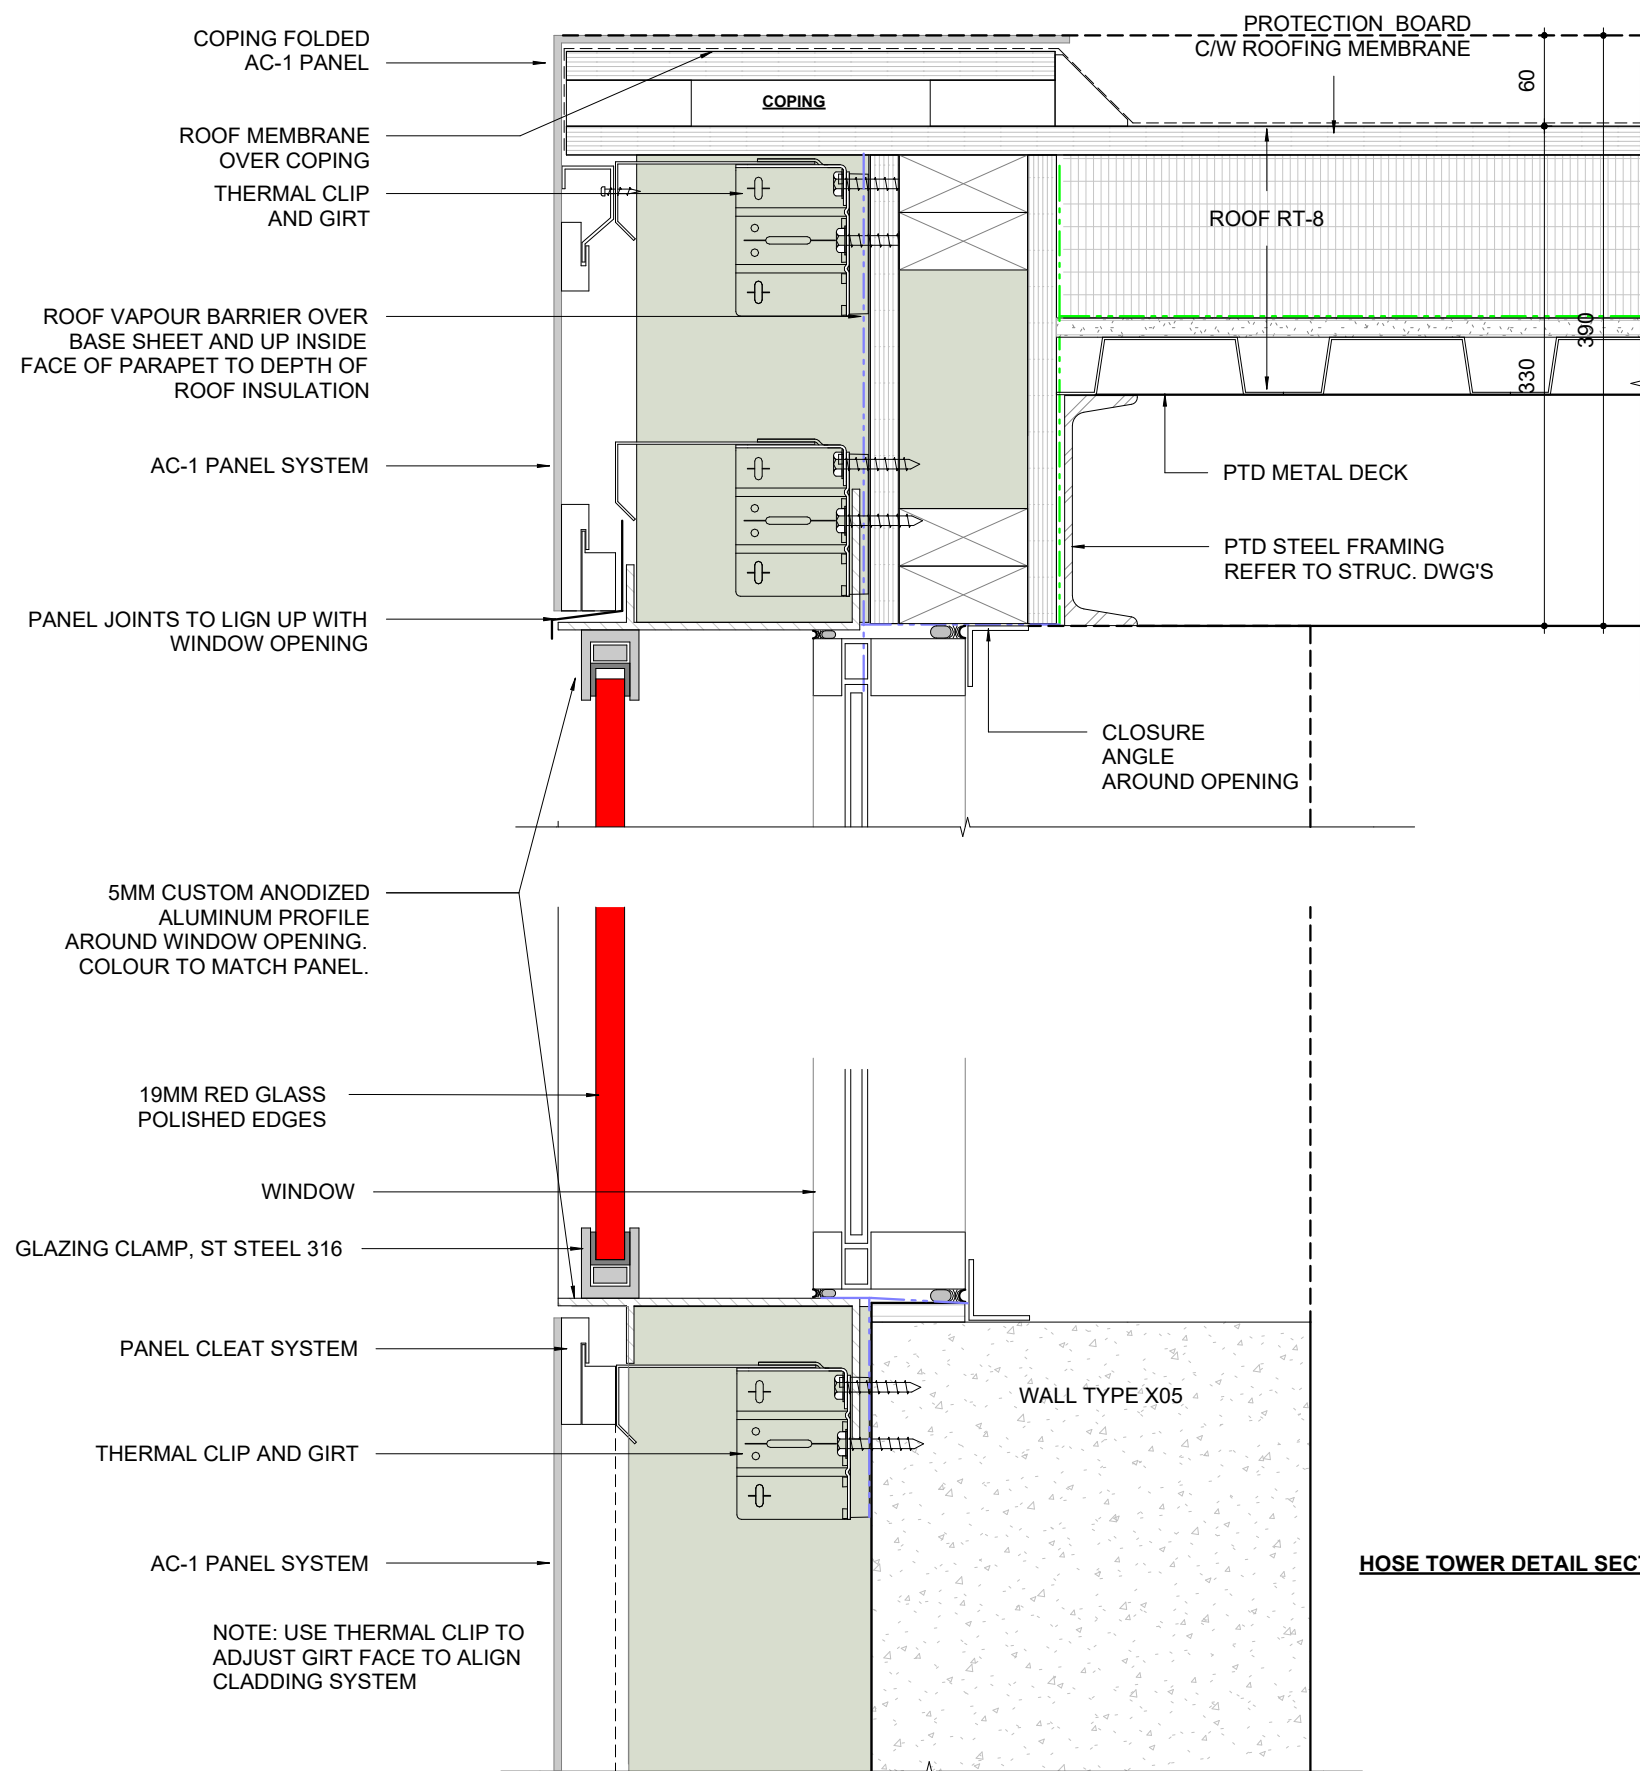 COPING FOLDED
AC-1 PANEL
PROTECTION BOARD
C/W ROOFING MEMBRANE
60
COPING
ROOF MEMBRANE
OVER COPING
THERMAL CLIP
AND GIRT
ROOF RT-8
ROOF VAPOUR BARRIER OVER
BASE SHEET AND UP INSIDE
FACE OF PARAPET TO DEPTH OF
ROOF INSULATION
390
330
AC-1 PANEL SYSTEM
PTD METAL DECK
PTD STEEL FRAMING
REFER TO STRUC. DWG'S
PANEL JOINTS TO LIGN UP WITH
WINDOW OPENING
CLOSURE
ANGLE
AROUND OPENING
5MM CUSTOM ANODIZED
ALUMINUM PROFILE
AROUND WINDOW OPENING.
COLOUR TO MATCH PANEL.
19MM RED GLASS
POLISHED EDGES
WINDOW
GLAZING CLAMP, ST STEEL 316
PANEL CLEAT SYSTEM
WALL TYPE X05
THERMAL CLIP AND GIRT
AC-1 PANEL SYSTEM
HOSE TOWER DETAIL SECT
NOTE: USE THERMAL CLIP TO
ADJUST GIRT FACE TO ALIGN
CLADDING SYSTEM